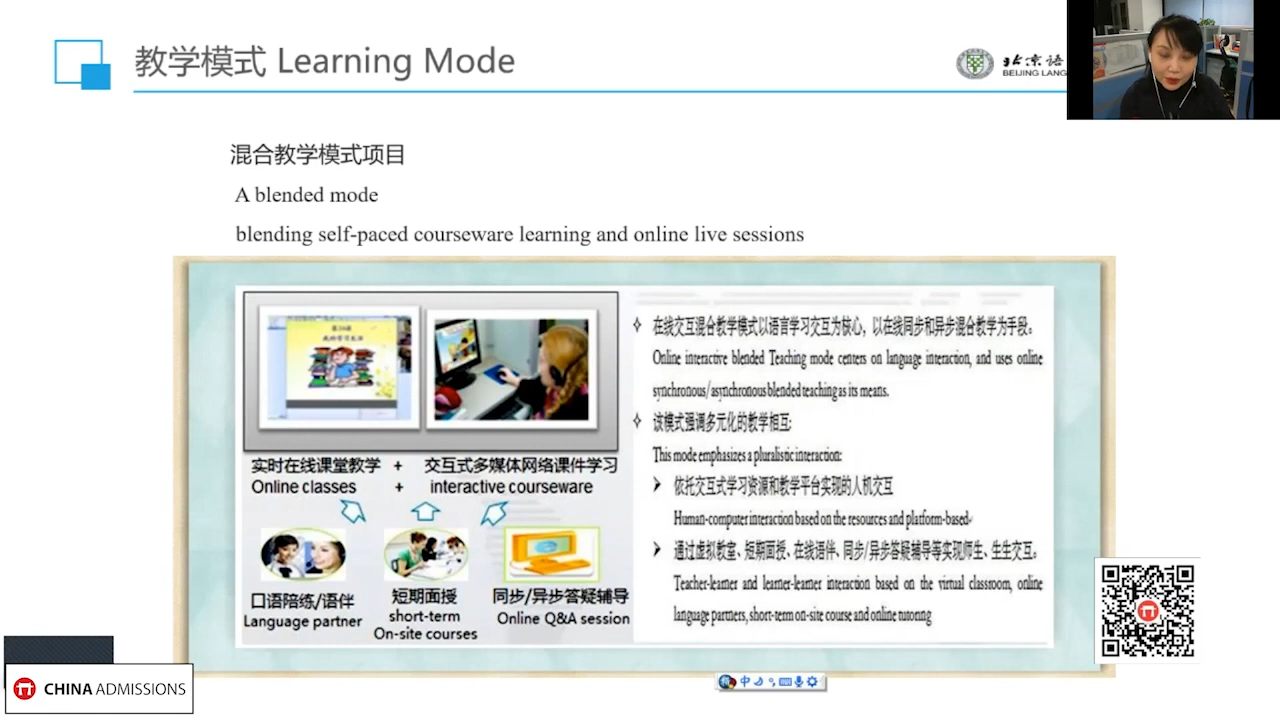 教学模式 Learning Mode
北京语
BEIJING LANG
混合教学模式项目
A blended mode
blending self-paced courseware learning and online live sessions
实时在线课堂教学 + 交互式多媒体网络课件学习
Online classes + interactive courseware
口语陪练/语伴
Language partner
短期面授
short-term
On-site courses
同步/异步答疑辅导
Online Q&A session
在线交互混合教学模式以语言学习交互为核心，以在线同步和异步混合教学为手段。
Online interactive blended Teaching mode centers on language interaction, and uses online
synchronous/asynchronous blended teaching as its means.
该模式强调多元化的教学相互:
This mode emphasizes a pluralistic interaction:
依托交互式学习资源和教学平台实现的人机交互
Human-computer interaction based on the resources and platform-based
通过虚拟教室、短期面授、在线语伴、同步/异步答疑辅导等实现师生、生生交互。
Teacher-learner and learner-learner interaction based on the virtual classroom, online
language partners, short-term on-site course and online tutoring
中
CHINA ADMISSIONS